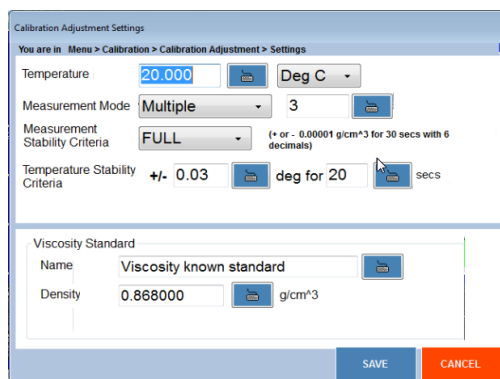 Calibration Adjustment Settings
You are in Menu > Calibration > Calibration Adjustment > Settings
Temperature 20.000 Deg C
Measurement Mode Multiple 3
Measurement Stability Criteria FULL (+ or - 0.00001 g/cm^3 for 30 secs with 6 decimals)
Temperature Stability Criteria +/- 0.03 deg for 20 secs
Viscosity Standard
Name Viscosity known standard
Density 0.868000 g/cm^3
SAVE CANCEL